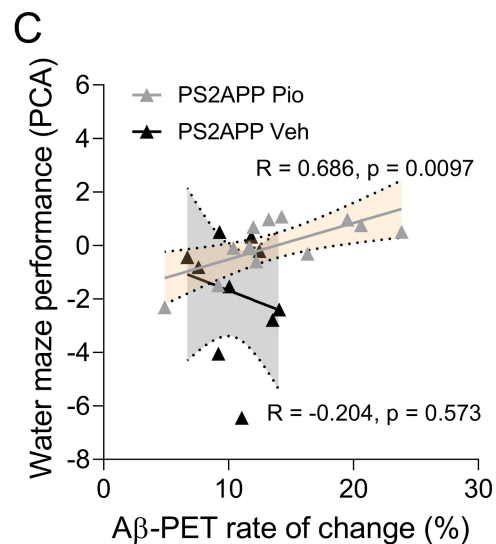 C
PS2APP Pio
PS2APP Veh
R = 0.686, p = 0.0097
R = -0.204, p = 0.573
Water maze performance (PCA)
6
4
2
0
-2
-4
-6
-8
0 10 20 30
Aβ-PET rate of change (%)